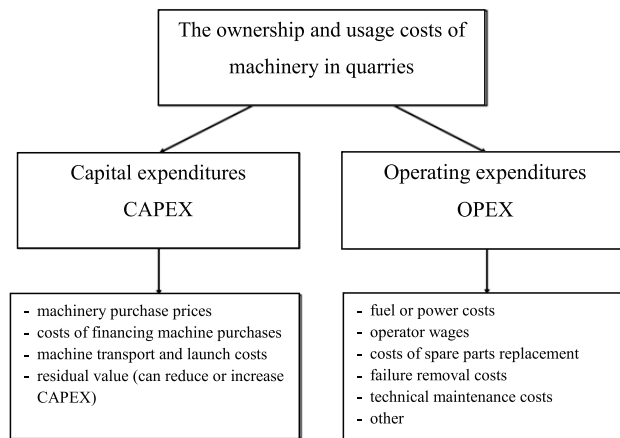 The ownership and usage costs of
machinery in quarries
Capital expenditures
CAPEX
Operating expenditures
OPEX
- machinery purchase prices
- costs of financing machine purchases
- machine transport and launch costs
- residual value (can reduce or increase
CAPEX)
- fuel or power costs
- operator wages
- costs of spare parts replacement
- failure removal costs
- technical maintenance costs
- other